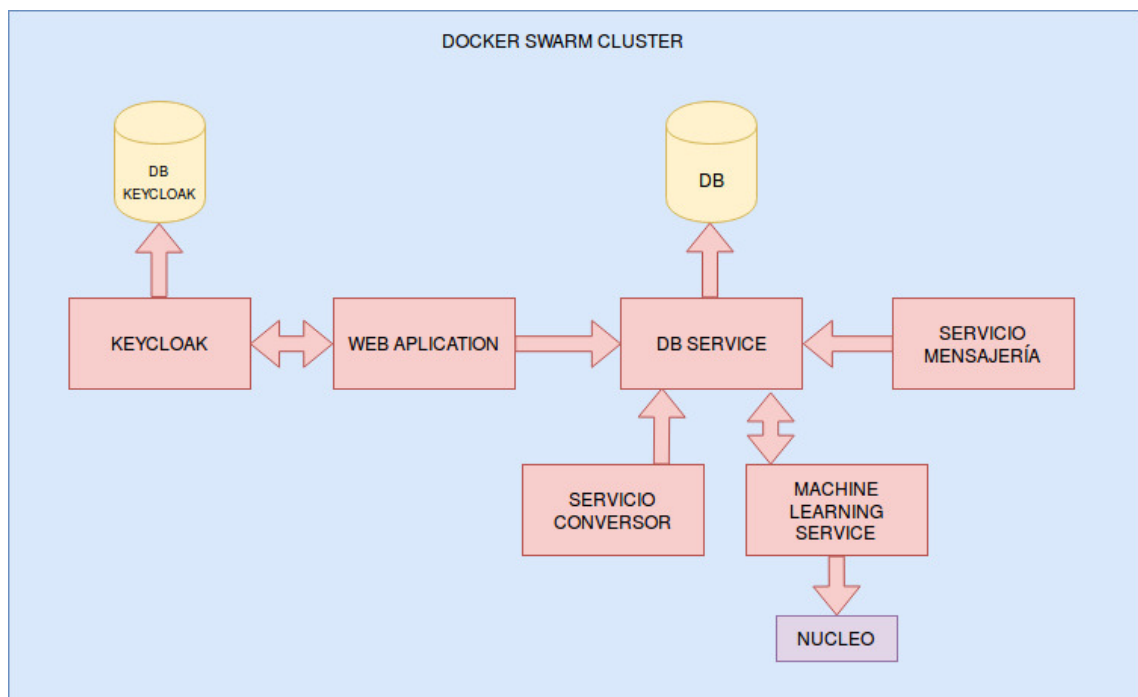 DOCKER SWARM CLUSTER
DB
KEYCLOAK
DB
KEYCLOAK
WEB APLICATION
DB SERVICE
SERVICIO
MENSAJERÍA
SERVICIO
CONVERSOR
MACHINE
LEARNING
SERVICE
NUCLEO